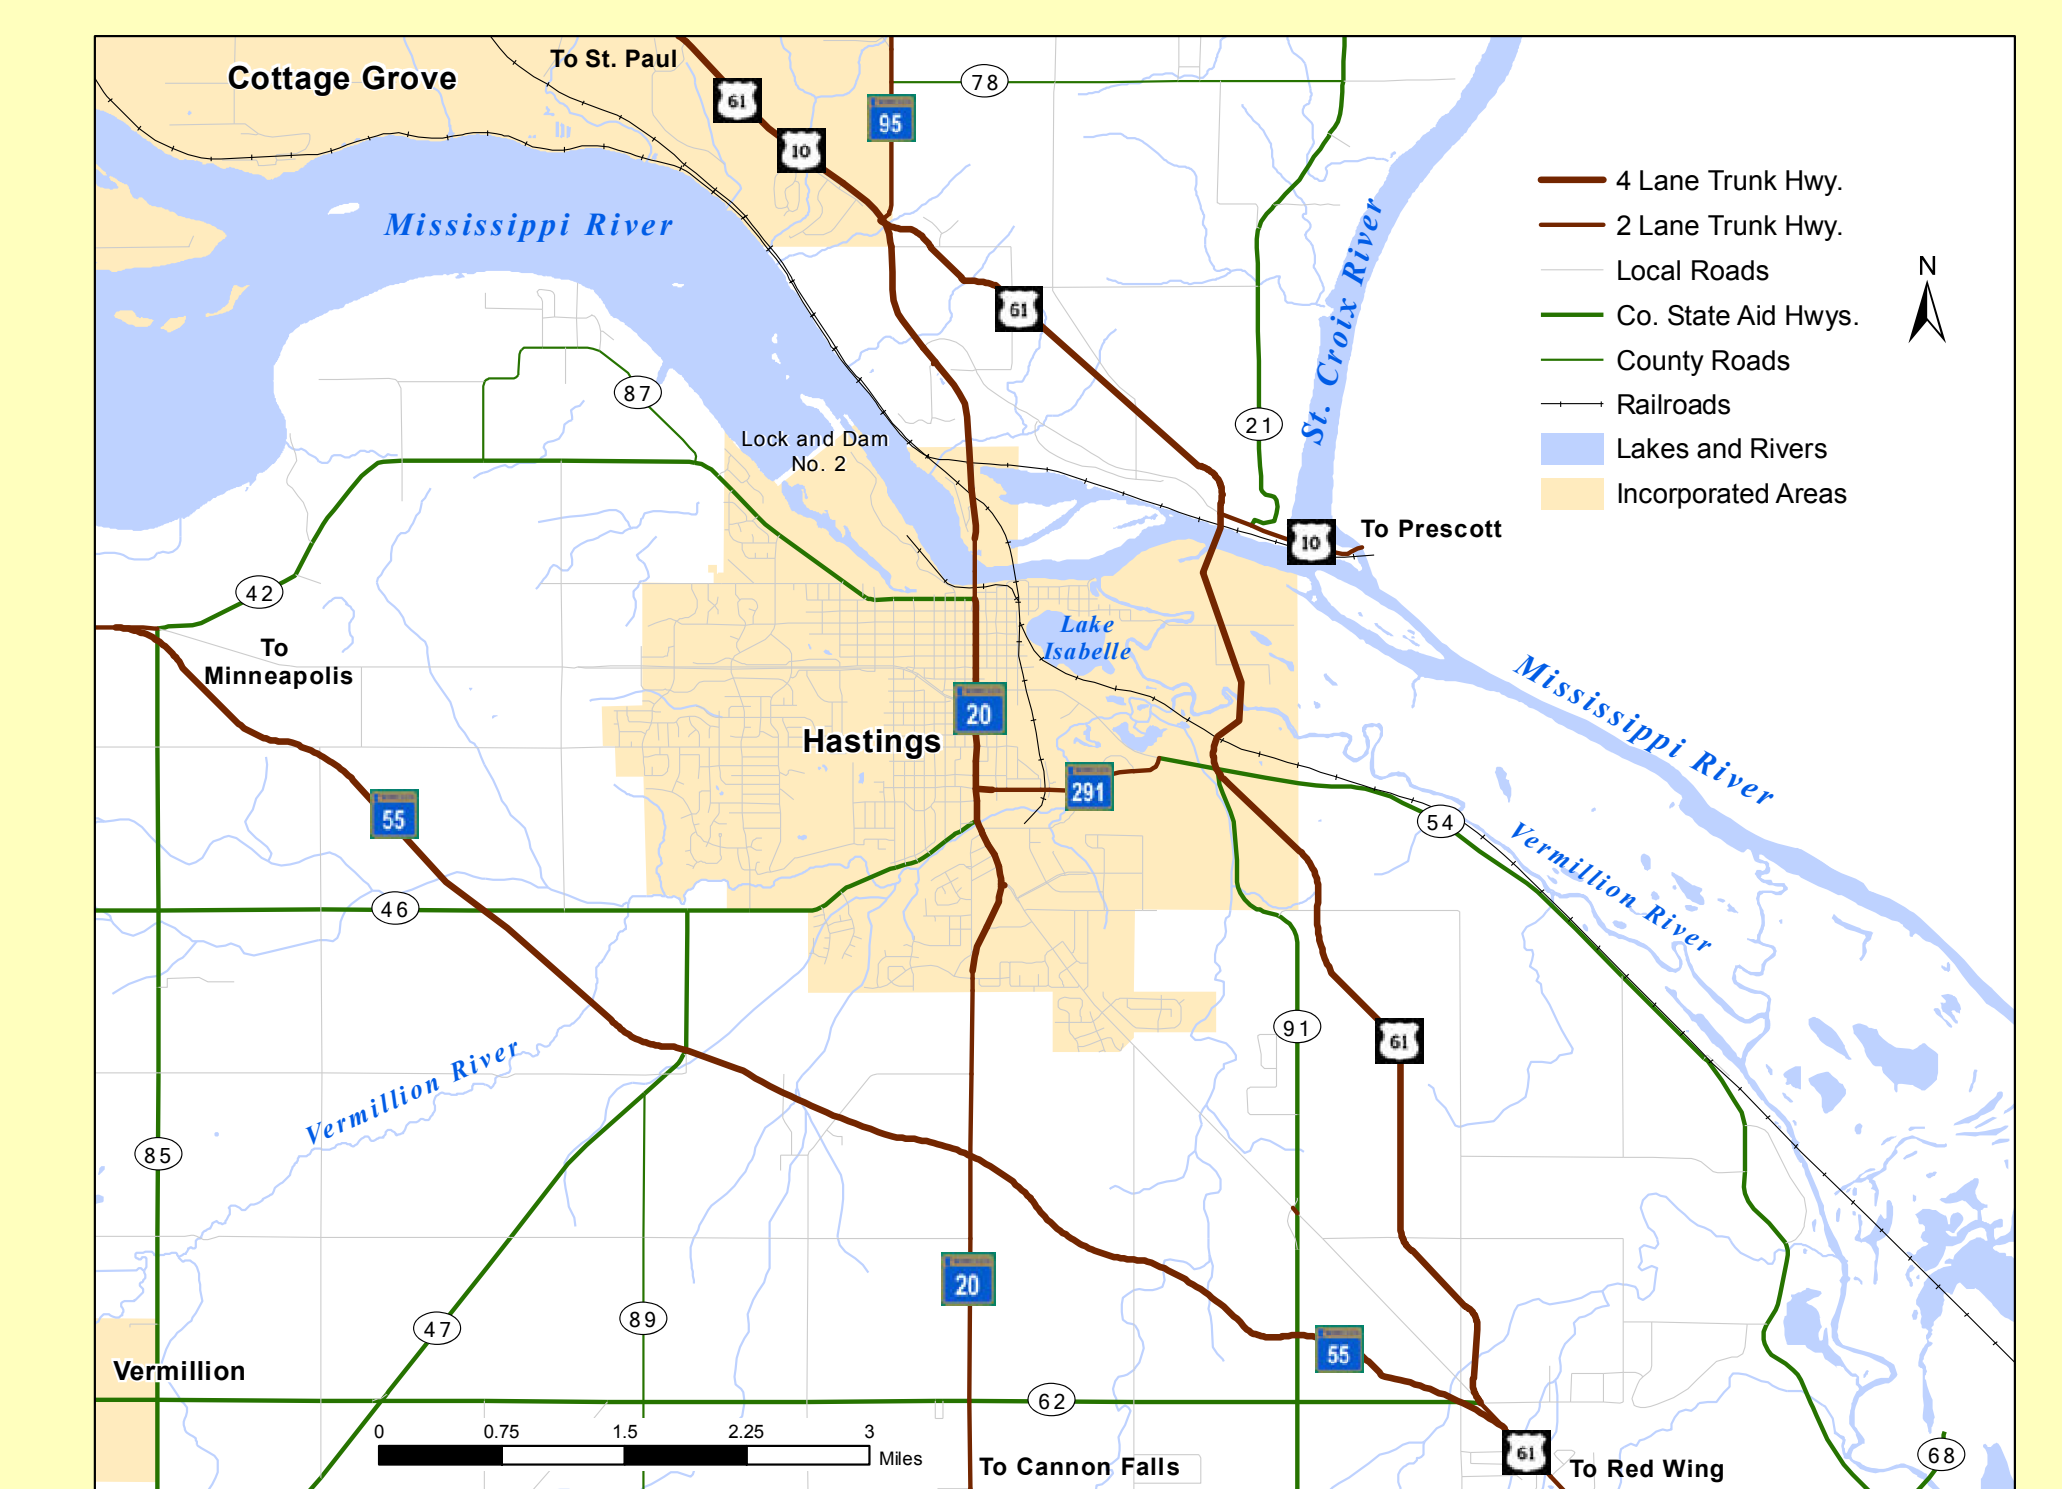 Cottage Grove
To St. Paul
61
10
95
78
Mississippi River
4 Lane Trunk Hwy.
2 Lane Trunk Hwy.
Local Roads
Co. State Aid Hwys.
County Roads
Railroads
Lakes and Rivers
Incorporated Areas
N
St. Croix River
61
87
21
Lock and Dam
No. 2
10
To Prescott
42
To
Minneapolis
Lake
Isabelle
20
Hastings
291
55
54
Mississippi River
Vermillion River
46
91
61
Vermillion River
85
20
47
89
55
Vermillion
62
0 0.75 1.5 2.25 3
Miles
To Cannon Falls
61
To Red Wing
68